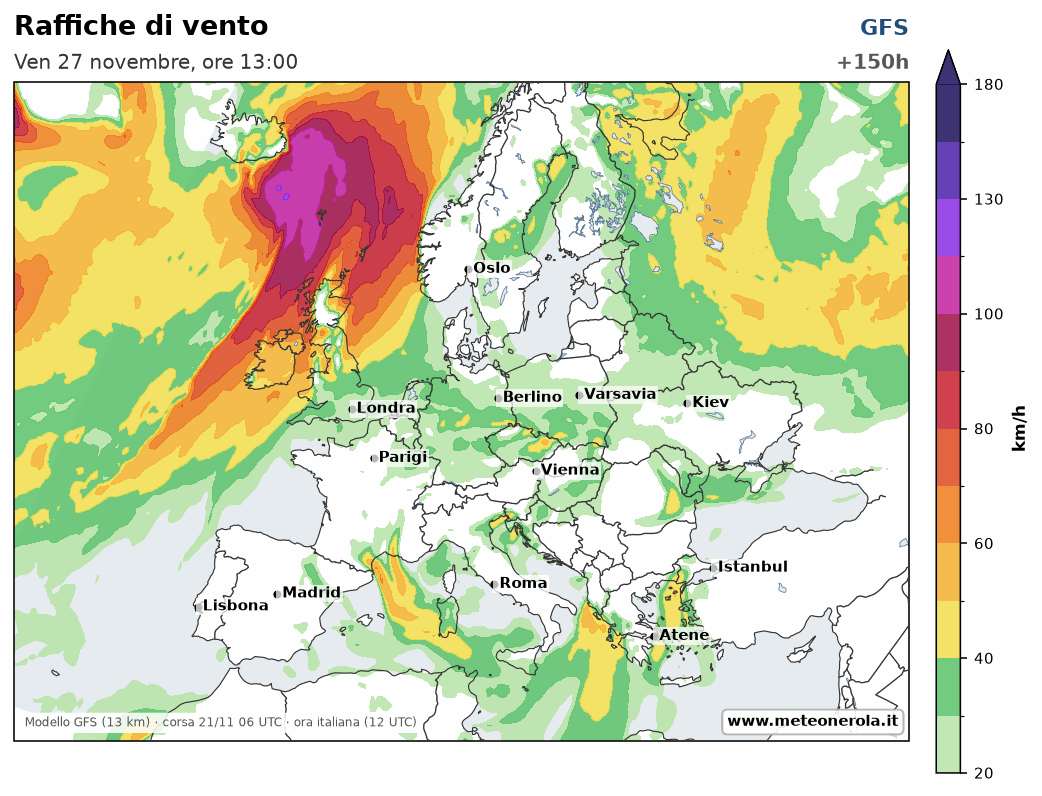 Raffiche di vento
GFS
Ven 27 novembre, ore 13:00
+150h
180
130
100
80
60
40
20
km/h
Oslo
Londra
Berlino
Varsavia
Kiev
Parigi
Vienna
Istanbul
Roma
Madrid
Lisbona
Atene
Modello GFS (13 km) · corsa 21/11 06 UTC · ora italiana (12 UTC)
www.meteonerola.it